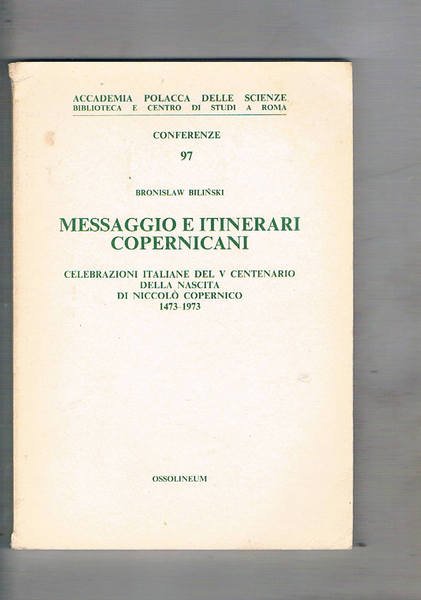 ACCADEMIA POLACCA DELLE SCIENZE
BIBLIOTECA E CENTRO DI STUDI A ROMA
CONFERENZE
97
BRONISŁAW BILIŃSKI
MESSAGGIO E ITINERARI
COPERNICANI
CELEBRAZIONI ITALIANE DEL V CENTENARIO
DELLA NASCITA
DI NICCOLÒ COPERNICO
1473-1973
OSSOLINEUM